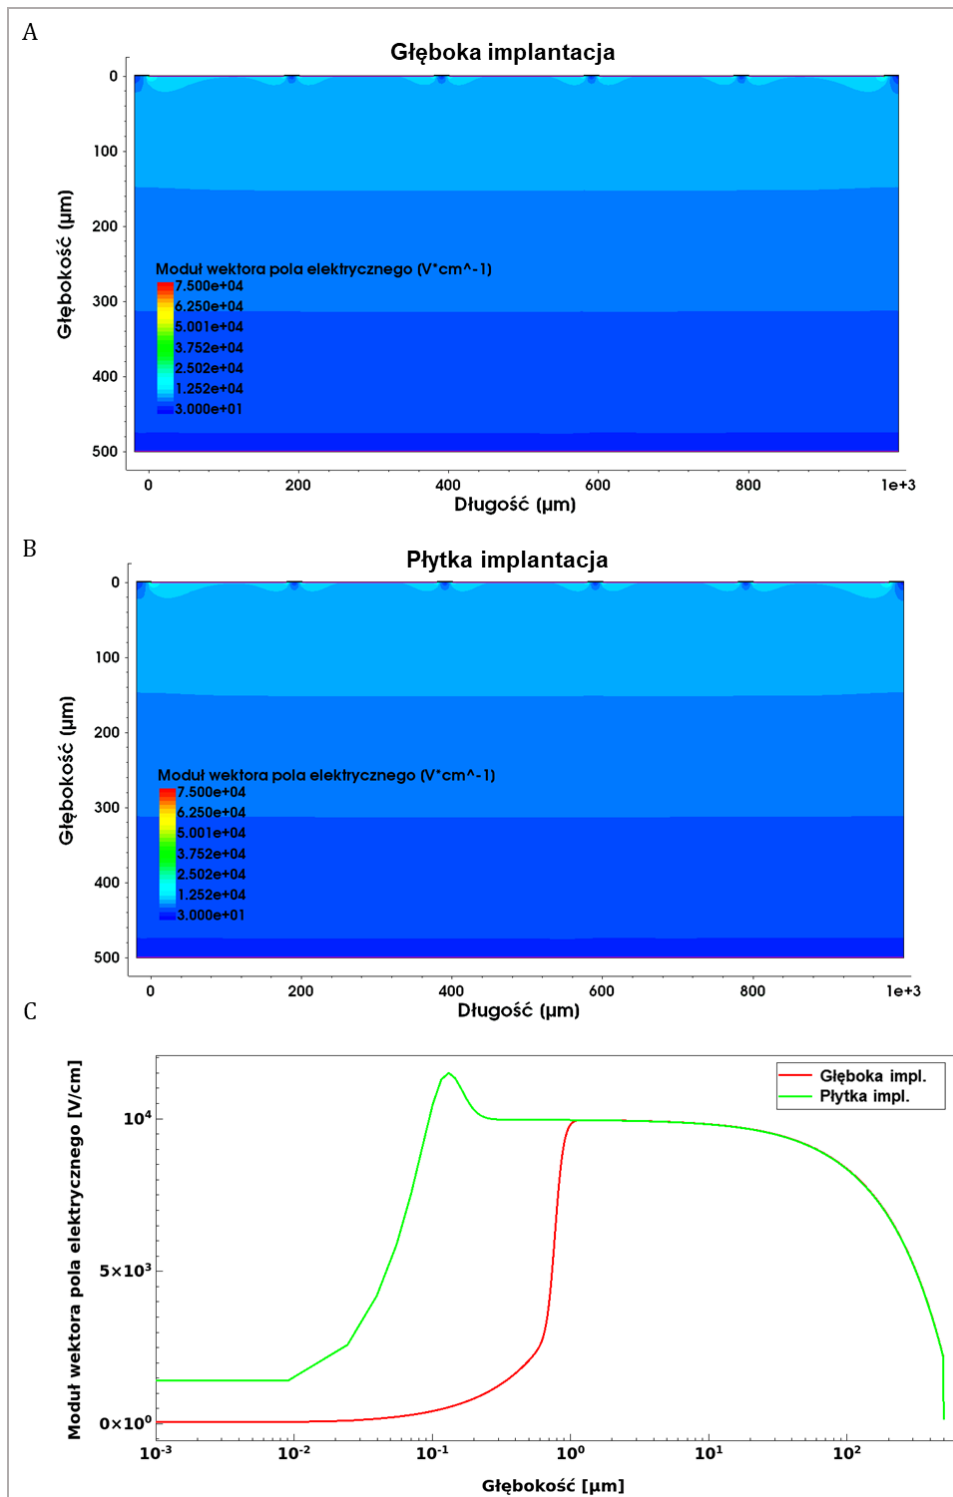 A
Głęboka implantacja
0
100
200
300
400
500
Głębokość (µm)
Moduł wektora pola elektrycznego (V*cm^-1)
7.500e+04
6.250e+04
5.001e+04
3.752e+04
2.502e+04
1.252e+04
3.000e+01
0 200 400 600 800 1e+3
Długość (µm)
B
Płytka implantacja
0
100
200
300
400
500
Głębokość (µm)
Moduł wektora pola elektrycznego (V*cm^-1)
7.500e+04
6.250e+04
5.001e+04
3.752e+04
2.502e+04
1.252e+04
3.000e+01
0 200 400 600 800 1e+3
Długość (µm)
C
Moduł wektora pola elektrycznego [V/cm]
Głęboka impl.
Płytka impl.
10⁴
5×10³
0×10⁰
10⁻³ 10⁻² 10⁻¹ 10⁰ 10¹ 10²
Głębokość [µm]